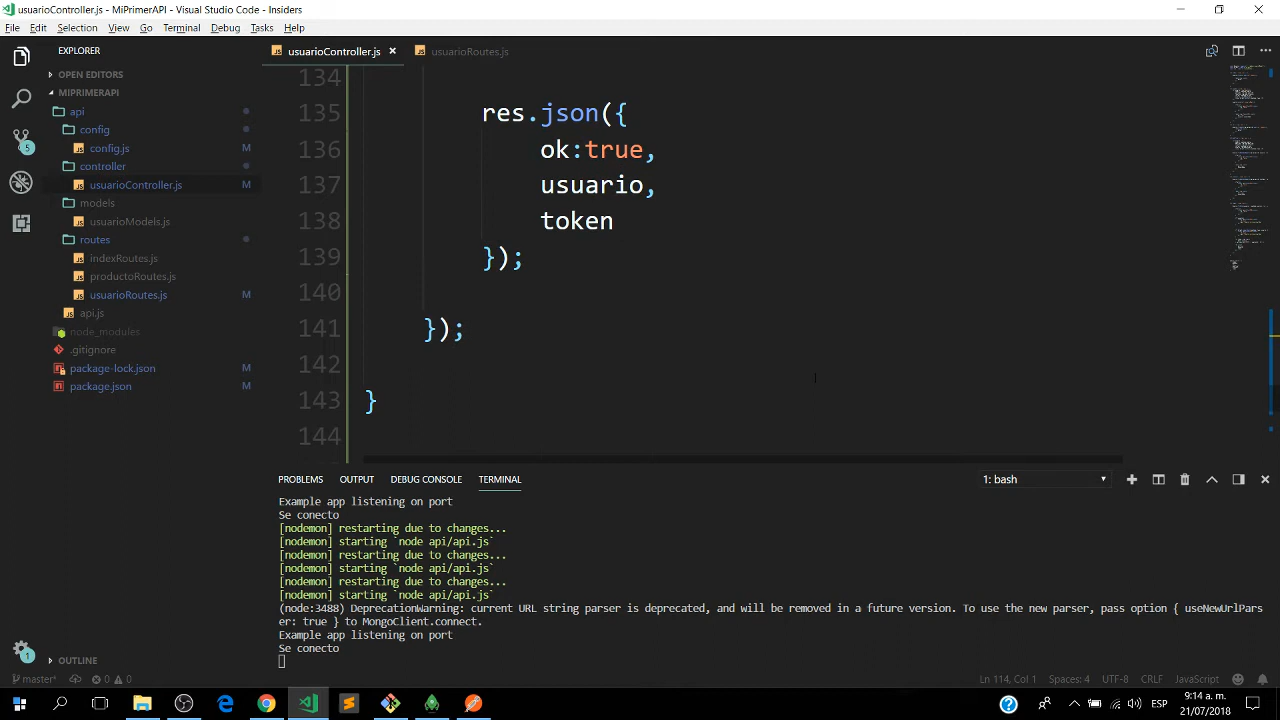 usuarioController.js - MiPrimerAPI - Visual Studio Code - Insiders
File Edit Selection View Go Terminal Debug Tasks Help
EXPLORER
OPEN EDITORS
MIPRIMERAPI
api
config
config.js M
controller
usuarioController.js M
models
usuarioModels.js
routes
indexRoutes.js
productoRoutes.js
usuarioRoutes.js M
api.js
node_modules
.gitignore
package-lock.json M
package.json M
OUTLINE
JS usuarioController.js JS usuarioRoutes.js
134
135 res.json({
136 ok:true,
137 usuario,
138 token
139 });
140
141 });
142
143 }
144
PROBLEMS OUTPUT DEBUG CONSOLE TERMINAL 1: bash
Example app listening on port
Se conecto
[nodemon] restarting due to changes...
[nodemon] starting `node api/api.js`
[nodemon] restarting due to changes...
[nodemon] starting `node api/api.js`
[nodemon] restarting due to changes...
[nodemon] starting `node api/api.js`
(node:3488) DeprecationWarning: current URL string parser is deprecated, and will be removed in a future version. To use the new parser, pass option { useNewUrlPars
er: true } to MongoClient.connect.
Example app listening on port
Se conecto
5
1
master* 0 0 Ln 114, Col 1 Spaces: 4 UTF-8 CRLF JavaScript
ESP
9:14 a. m.
21/07/2018